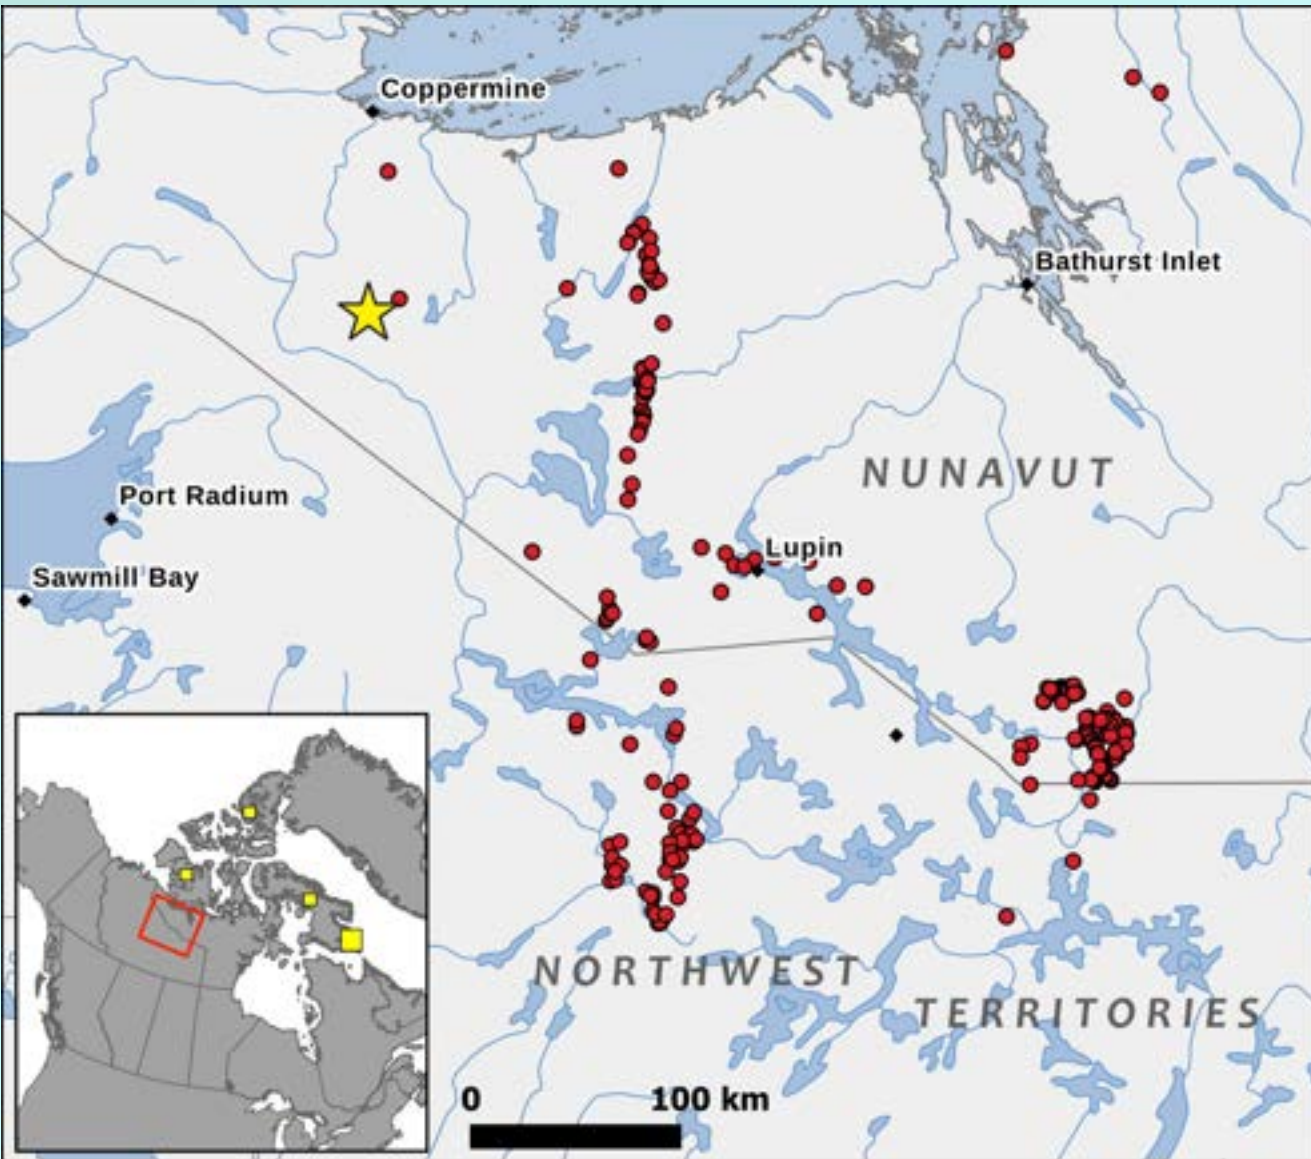 Coppermine
Bathurst Inlet
NUNAVUT
Port Radium
Lupin
Sawmill Bay
NORTHWEST
TERRITORIES
0 100 km